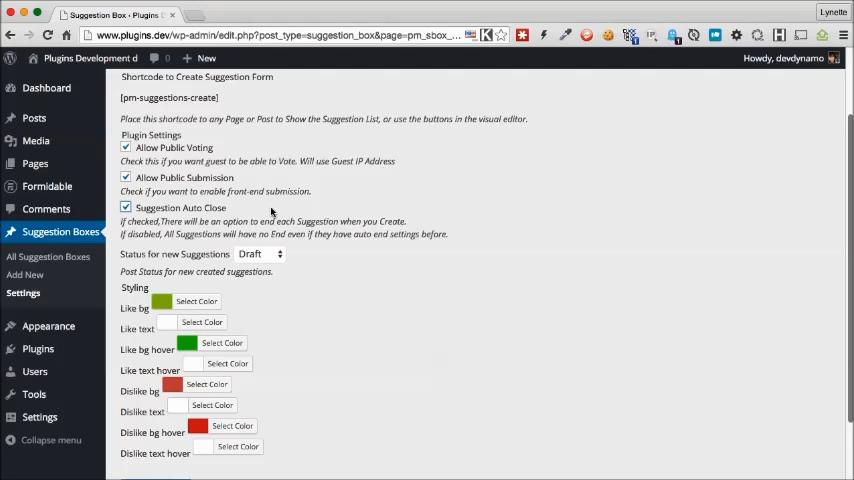 Suggestion Box ‹ Plugins D
Lynette
www.plugins.dev/wp-admin/edit.php?post_type=suggestion_box&page=pm_sbox_...
Plugins Development d
0
New
Howdy, devdynamo
Dashboard
Posts
Media
Pages
Formidable
Comments
Suggestion Boxes
All Suggestion Boxes
Add New
Settings
Appearance
Plugins
Users
Tools
Settings
Collapse menu
Shortcode to Create Suggestion Form
[pm-suggestions-create]
Place this shortcode to any Page or Post to Show the Suggestion List, or use the buttons in the visual editor.
Plugin Settings
Allow Public Voting
Check this if you want guest to be able to Vote. Will use Guest IP Address
Allow Public Submission
Check if you want to enable front-end submission.
Suggestion Auto Close
If checked,There will be an option to end each Suggestion when you Create.
If disabled, All Suggestions will have no End even if they have auto end settings before.
Status for new Suggestions Draft
Post Status for new created suggestions.
Styling
Like bg Select Color
Like text Select Color
Like bg hover Select Color
Like text hover Select Color
Dislike bg Select Color
Dislike text Select Color
Dislike bg hover Select Color
Dislike text hover Select Color